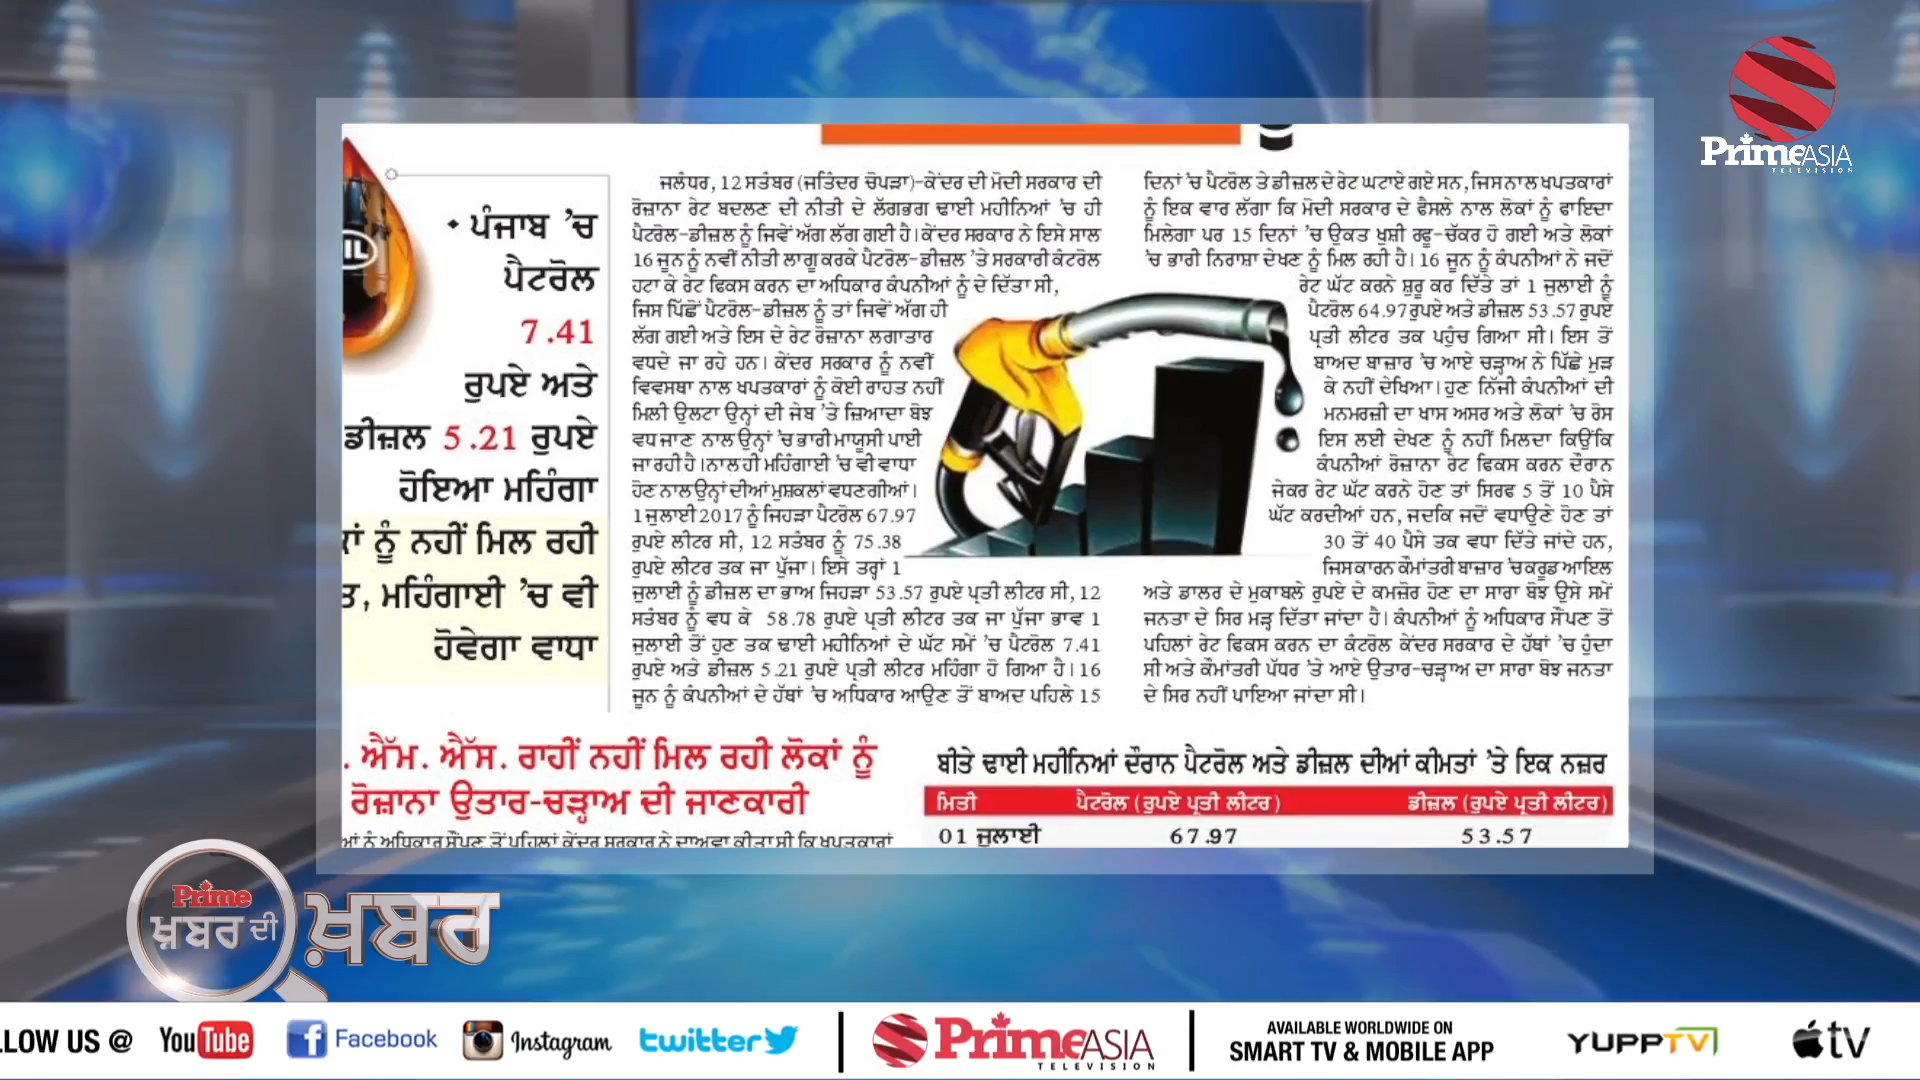 Prime ASIA
TELEVISION
• ਪੰਜਾਬ 'ਚ
ਪੈਟਰੋਲ
7.41
ਰੁਪਏ ਅਤੇ
ਡੀਜ਼ਲ 5.21 ਰੁਪਏ
ਹੋਇਆ ਮਹਿੰਗਾ
ਨੂੰ ਨਹੀਂ ਮਿਲ ਰਹੀ
, ਮਹਿੰਗਾਈ 'ਚ ਵੀ
ਹੋਵੇਗਾ ਵਾਧਾ
ਜਲੰਧਰ, 12 ਸਤੰਬਰ (ਜਤਿੰਦਰ ਚੋਪੜਾ)-ਕੇਂਦਰ ਦੀ ਮੋਦੀ ਸਰਕਾਰ ਦੀ
ਰੋਜ਼ਾਨਾ ਰੇਟ ਬਦਲਣ ਦੀ ਨੀਤੀ ਦੇ ਲੱਗਭਗ ਢਾਈ ਮਹੀਨਿਆਂ 'ਚ ਹੀ
ਪੈਟਰੋਲ-ਡੀਜ਼ਲ ਨੂੰ ਜਿਵੇਂ ਅੱਗ ਲੱਗ ਗਈ ਹੈ। ਕੇਂਦਰ ਸਰਕਾਰ ਨੇ ਇਸੇ ਸਾਲ
16 ਜੂਨ ਨੂੰ ਨਵੀਂ ਨੀਤੀ ਲਾਗੂ ਕਰਕੇ ਪੈਟਰੋਲ-ਡੀਜ਼ਲ 'ਤੇ ਸਰਕਾਰੀ ਕੰਟਰੋਲ
ਹਟਾ ਕੇ ਰੇਟ ਫਿਕਸ ਕਰਨ ਦਾ ਅਧਿਕਾਰ ਕੰਪਨੀਆਂ ਨੂੰ ਦੇ ਦਿੱਤਾ ਸੀ,
ਜਿਸ ਪਿੱਛੋਂ ਪੈਟਰੋਲ-ਡੀਜ਼ਲ ਨੂੰ ਤਾਂ ਜਿਵੇਂ ਅੱਗ ਹੀ
ਲੱਗ ਗਈ ਅਤੇ ਇਸ ਦੇ ਰੇਟ ਰੋਜ਼ਾਨਾ ਲਗਾਤਾਰ
ਵਧਦੇ ਜਾ ਰਹੇ ਹਨ। ਕੇਂਦਰ ਸਰਕਾਰ ਨੂੰ ਨਵੀਂ
ਵਿਵਸਥਾ ਨਾਲ ਖਪਤਕਾਰਾਂ ਨੂੰ ਕੋਈ ਰਾਹਤ ਨਹੀਂ
ਮਿਲੀ ਉਲਟਾ ਉਨ੍ਹਾਂ ਦੀ ਜੇਬ 'ਤੇ ਜ਼ਿਆਦਾ ਬੋਝ
ਵਧ ਜਾਣ ਨਾਲ ਉਨ੍ਹਾਂ 'ਚ ਭਾਰੀ ਮਾਯੂਸੀ ਪਾਈ
ਜਾ ਰਹੀ ਹੈ। ਨਾਲ ਹੀ ਮਹਿੰਗਾਈ 'ਚ ਵੀ ਵਾਧਾ
ਹੋਣ ਨਾਲ ਉਨ੍ਹਾਂ ਦੀਆਂ ਮੁਸ਼ਕਲਾਂ ਵਧਣਗੀਆਂ।
1 ਜੁਲਾਈ 2017 ਨੂੰ ਜਿਹੜਾ ਪੈਟਰੋਲ 67.97
ਰੁਪਏ ਲੀਟਰ ਸੀ, 12 ਸਤੰਬਰ ਨੂੰ 75.38
ਰੁਪਏ ਲੀਟਰ ਤਕ ਜਾ ਪੁੱਜਾ। ਇਸੇ ਤਰ੍ਹਾਂ 1
ਜੁਲਾਈ ਨੂੰ ਡੀਜ਼ਲ ਦਾ ਭਾਅ ਜਿਹੜਾ 53.57 ਰੁਪਏ ਪ੍ਰਤੀ ਲੀਟਰ ਸੀ, 12
ਸਤੰਬਰ ਨੂੰ ਵਧ ਕੇ 58.78 ਰੁਪਏ ਪ੍ਰਤੀ ਲੀਟਰ ਤਕ ਜਾ ਪੁੱਜਾ ਭਾਵ 1
ਜੁਲਾਈ ਤੋਂ ਹੁਣ ਤਕ ਢਾਈ ਮਹੀਨਿਆਂ ਦੇ ਘੱਟ ਸਮੇਂ 'ਚ ਪੈਟਰੋਲ 7.41
ਰੁਪਏ ਅਤੇ ਡੀਜ਼ਲ 5.21 ਰੁਪਏ ਪ੍ਰਤੀ ਲੀਟਰ ਮਹਿੰਗਾ ਹੋ ਗਿਆ ਹੈ। 16
ਜੂਨ ਨੂੰ ਕੰਪਨੀਆਂ ਦੇ ਹੱਥਾਂ 'ਚ ਅਧਿਕਾਰ ਆਉਣ ਤੋਂ ਬਾਅਦ ਪਹਿਲੇ 15
ਦਿਨਾਂ 'ਚ ਪੈਟਰੋਲ ਤੇ ਡੀਜ਼ਲ ਦੇ ਰੇਟ ਘਟਾਏ ਗਏ ਸਨ, ਜਿਸ ਨਾਲ ਖਪਤਕਾਰਾਂ
ਨੂੰ ਇਕ ਵਾਰ ਲੱਗਾ ਕਿ ਮੋਦੀ ਸਰਕਾਰ ਦੇ ਫੈਸਲੇ ਨਾਲ ਲੋਕਾਂ ਨੂੰ ਫਾਇਦਾ
ਮਿਲੇਗਾ ਪਰ 15 ਦਿਨਾਂ 'ਚ ਉਕਤ ਖੁਸ਼ੀ ਰਫੂ-ਚੱਕਰ ਹੋ ਗਈ ਅਤੇ ਲੋਕਾਂ
'ਚ ਭਾਰੀ ਨਿਰਾਸ਼ਾ ਦੇਖਣ ਨੂੰ ਮਿਲ ਰਹੀ ਹੈ। 16 ਜੂਨ ਨੂੰ ਕੰਪਨੀਆਂ ਨੇ ਜਦੋਂ
ਰੇਟ ਘੱਟ ਕਰਨੇ ਸ਼ੁਰੂ ਕਰ ਦਿੱਤੇ ਤਾਂ 1 ਜੁਲਾਈ ਨੂੰ
ਪੈਟਰੋਲ 64.97 ਰੁਪਏ ਅਤੇ ਡੀਜ਼ਲ 53.57 ਰੁਪਏ
ਪ੍ਰਤੀ ਲੀਟਰ ਤਕ ਪਹੁੰਚ ਗਿਆ ਸੀ। ਇਸ ਤੋਂ
ਬਾਅਦ ਬਾਜ਼ਾਰ 'ਚ ਆਏ ਚੜ੍ਹਾਅ ਨੇ ਪਿੱਛੇ ਮੁੜ
ਕੇ ਨਹੀਂ ਦੇਖਿਆ। ਹੁਣ ਨਿੱਜੀ ਕੰਪਨੀਆਂ ਦੀ
ਮਨਮਰਜ਼ੀ ਦਾ ਖਾਸ ਅਸਰ ਅਤੇ ਲੋਕਾਂ 'ਚ ਰੋਸ
ਇਸ ਲਈ ਦੇਖਣ ਨੂੰ ਨਹੀਂ ਮਿਲਦਾ ਕਿਉਂਕਿ
ਕੰਪਨੀਆਂ ਰੋਜ਼ਾਨਾ ਰੇਟ ਫਿਕਸ ਕਰਨ ਦੌਰਾਨ
ਜੇਕਰ ਰੇਟ ਘੱਟ ਕਰਨੇ ਹੋਣ ਤਾਂ ਸਿਰਫ 5 ਤੋਂ 10 ਪੈਸੇ
ਘੱਟ ਕਰਦੀਆਂ ਹਨ, ਜਦਕਿ ਜਦੋਂ ਵਧਾਉਣੇ ਹੋਣ ਤਾਂ
30 ਤੋਂ 40 ਪੈਸੇ ਤਕ ਵਧਾ ਦਿੱਤੇ ਜਾਂਦੇ ਹਨ,
ਜਿਸ ਕਾਰਨ ਕੌਮਾਂਤਰੀ ਬਾਜ਼ਾਰ 'ਚ ਕਰੂਡ ਆਇਲ
ਅਤੇ ਡਾਲਰ ਦੇ ਮੁਕਾਬਲੇ ਰੁਪਏ ਦੇ ਕਮਜ਼ੋਰ ਹੋਣ ਦਾ ਸਾਰਾ ਬੋਝ ਉਸੇ ਸਮੇਂ
ਜਨਤਾ ਦੇ ਸਿਰ ਮੜ੍ਹ ਦਿੱਤਾ ਜਾਂਦਾ ਹੈ। ਕੰਪਨੀਆਂ ਨੂੰ ਅਧਿਕਾਰ ਸੌਂਪਣ ਤੋਂ
ਪਹਿਲਾਂ ਰੇਟ ਫਿਕਸ ਕਰਨ ਦਾ ਕੰਟਰੋਲ ਕੇਂਦਰ ਸਰਕਾਰ ਦੇ ਹੱਥਾਂ 'ਚ ਹੁੰਦਾ
ਸੀ ਅਤੇ ਕੌਮਾਂਤਰੀ ਪੱਧਰ 'ਤੇ ਆਏ ਉਤਾਰ-ਚੜ੍ਹਾਅ ਦਾ ਸਾਰਾ ਬੋਝ ਜਨਤਾ
ਦੇ ਸਿਰ ਨਹੀਂ ਪਾਇਆ ਜਾਂਦਾ ਸੀ।
. ਐੱਮ. ਐੱਸ. ਰਾਹੀਂ ਨਹੀਂ ਮਿਲ ਰਹੀ ਲੋਕਾਂ ਨੂੰ
ਰੋਜ਼ਾਨਾ ਉਤਾਰ-ਚੜ੍ਹਾਅ ਦੀ ਜਾਣਕਾਰੀ
ਨੂੰ ਅਧਿਕਾਰ ਸੌਂਪਣ ਤੋਂ ਪਹਿਲਾਂ ਕੇਂਦਰ ਸਰਕਾਰ ਨੇ ਦਾਅਵਾ ਕੀਤਾ ਸੀ ਕਿ ਖਪਤਕਾਰਾਂ
ਬੀਤੇ ਢਾਈ ਮਹੀਨਿਆਂ ਦੌਰਾਨ ਪੈਟਰੋਲ ਅਤੇ ਡੀਜ਼ਲ ਦੀਆਂ ਕੀਮਤਾਂ 'ਤੇ ਇਕ ਨਜ਼ਰ
ਮਿਤੀ ਪੈਟਰੋਲ (ਰੁਪਏ ਪ੍ਰਤੀ ਲੀਟਰ) ਡੀਜ਼ਲ (ਰੁਪਏ ਪ੍ਰਤੀ ਲੀਟਰ)
01 ਜੁਲਾਈ 67.97 53.57
Prime
ਖ਼ਬਰ ਦੀ ਖ਼ਬਰ
LLOW US @ YouTube Facebook Instagram twitter Prime ASIA TELEVISION AVAILABLE WORLDWIDE ON YUPPTV tv
SMART TV & MOBILE APP